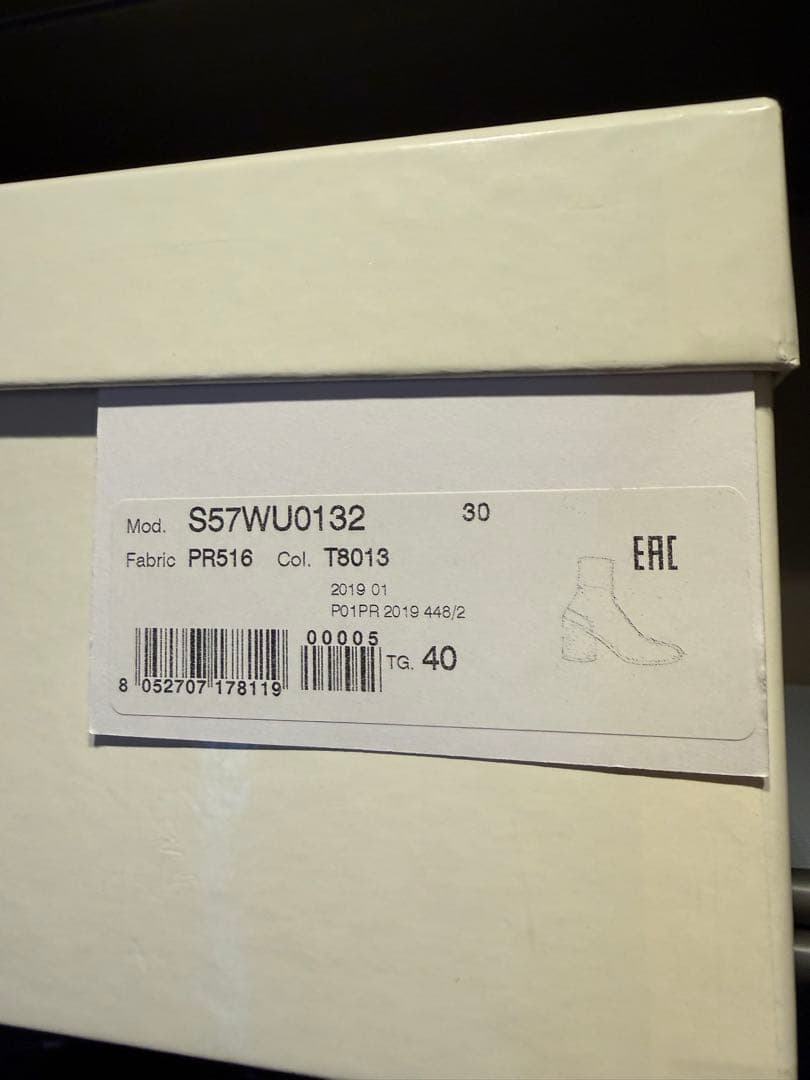 Mod. S57WU0132 30
Fabric PR516 Col. T8013
EAC
2019 01
P01PR 2019 448/2
00005
TG. 40
8 052707 178119